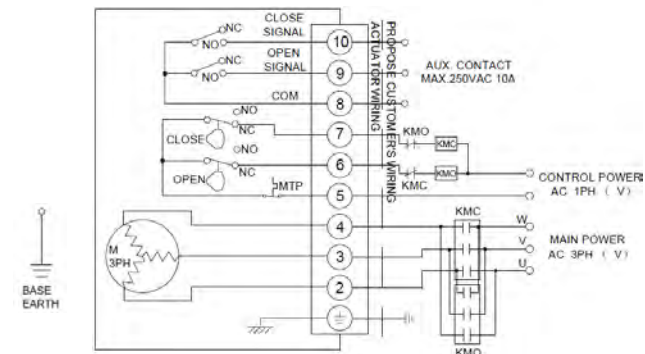 CLOSE
SIGNAL
NC
NO
OPEN
SIGNAL
NC
NO
COM
NO
CLOSE
NC
NO
OPEN
NC
MTP
M
3PH
BASE
EARTH
10
9
8
7
6
5
4
3
2
PROPOSE CUSTOMER'S WIRING
ACTUATOR WIRING
AUX. CONTACT
MAX.250VAC 10A
KMO
KMC
KMC
KMO
CONTROL POWER
AC 1PH ( V)
KMC
W
V
U
MAIN POWER
AC 3PH ( V)
KMO